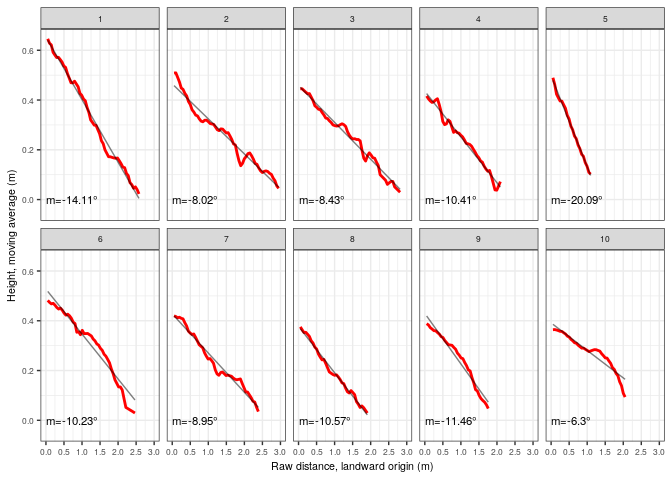 1 2 3 4 5
0.6
0.4
0.2
0.0
m=-14.11° m=-8.02° m=-8.43° m=-10.41° m=-20.09°
Height, moving average (m)
6 7 8 9 10
0.6
0.4
0.2
0.0
m=-10.23° m=-8.95° m=-10.57° m=-11.46° m=-6.3°
0.0 0.5 1.0 1.5 2.0 2.5 3.0 0.0 0.5 1.0 1.5 2.0 2.5 3.0 0.0 0.5 1.0 1.5 2.0 2.5 3.0 0.0 0.5 1.0 1.5 2.0 2.5 3.0 0.0 0.5 1.0 1.5 2.0 2.5 3.0
Raw distance, landward origin (m)